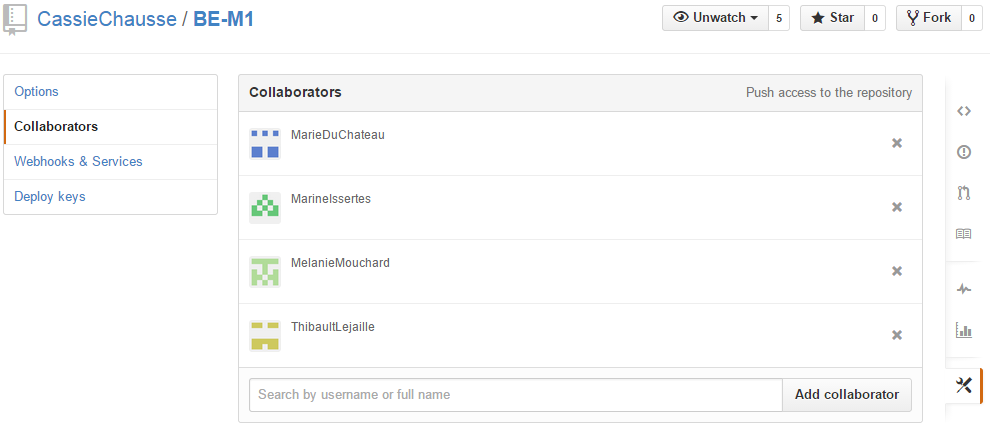 CassieChausse / BE-M1
Unwatch 5
Star 0
Fork 0
Options
Collaborators
Webhooks & Services
Deploy keys
Collaborators Push access to the repository
MarieDuChateau
MarineIssertes
MelanieMouchard
ThibaultLejaille
Search by username or full name Add collaborator